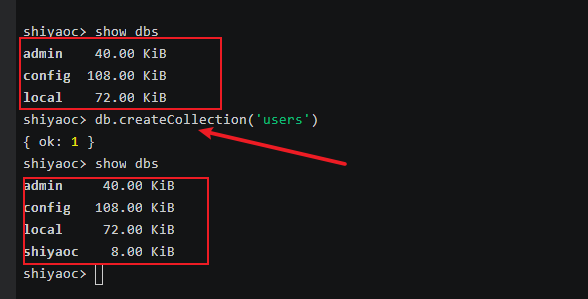 shiyaoc> show dbs
admin    40.00 KiB
config  108.00 KiB
local    72.00 KiB
shiyaoc> db.createCollection('users')
{ ok: 1 }
shiyaoc> show dbs
admin     40.00 KiB
config   108.00 KiB
local     72.00 KiB
shiyaoc    8.00 KiB
shiyaoc>